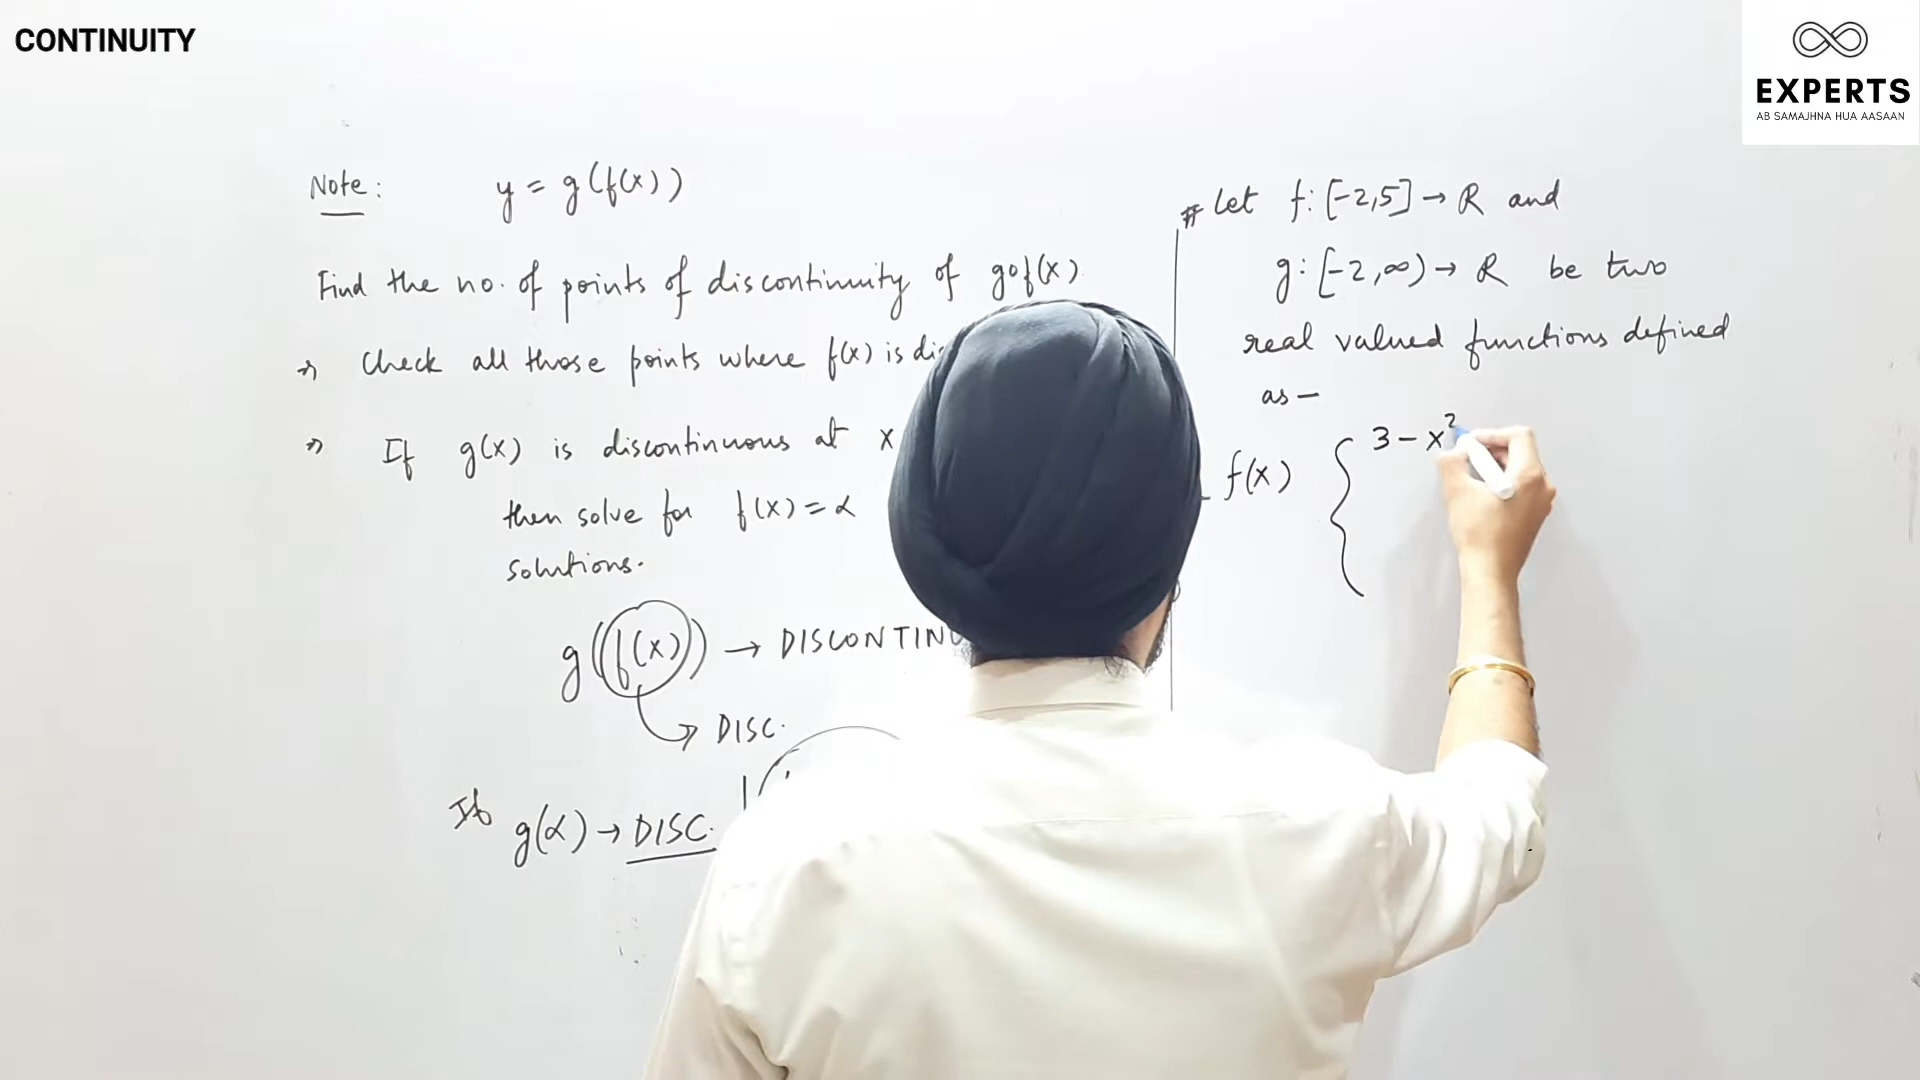 CONTINUITY
EXPERTS
AB SAMAJHNA HUA AASAAN
Note: y = g(f(x))
Find the no. of points of discontinuity of gof(x)
Check all those points where f(x) is
If g(x) is discontinuous at x
then solve for f(x) = α
solutions.
g(f(x)) → DISCONTINU
DISC.
If g(α) → DISC.
# Let f: [-2,5] → R and
g: [-2,∞) → R be two
real valued functions defined
as —
f(x) { 3 - x²